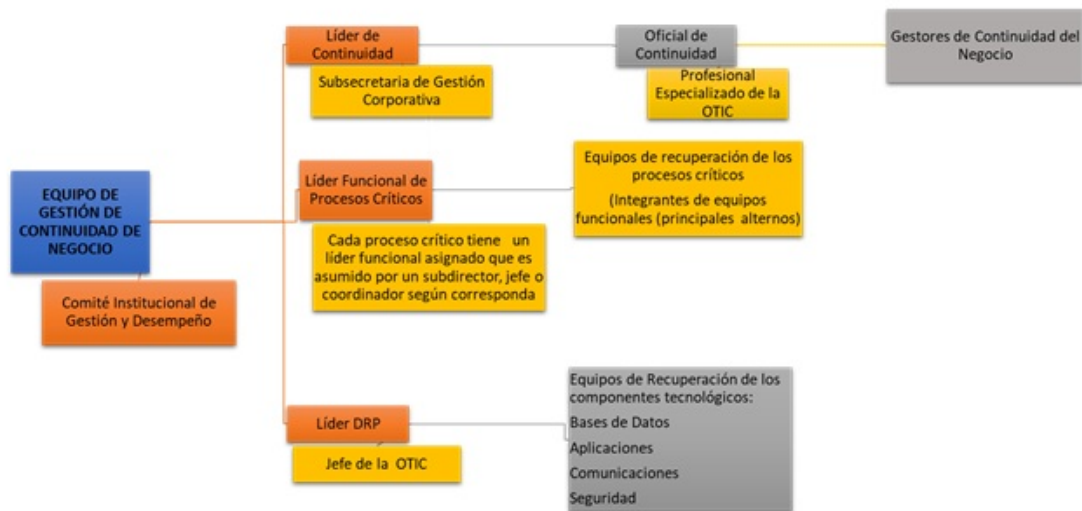 EQUIPO DE
GESTIÓN DE
CONTINUIDAD DE
NEGOCIO
Comité Institucional de
Gestión y Desempeño
Líder de
Continuidad
Subsecretaria de Gestión
Corporativa
Oficial de
Continuidad
Profesional
Especializado de la
OTIC
Gestores de Continuidad del
Negocio
Líder Funcional de
Procesos Críticos
Cada proceso crítico tiene un
líder funcional asignado que es
asumido por un subdirector, jefe o
coordinador según corresponda
Equipos de recuperación de los
procesos críticos
(Integrantes de equipos
funcionales (principales alternos)
Líder DRP
Jefe de la OTIC
Equipos de Recuperación de los
componentes tecnológicos:
Bases de Datos
Aplicaciones
Comunicaciones
Seguridad